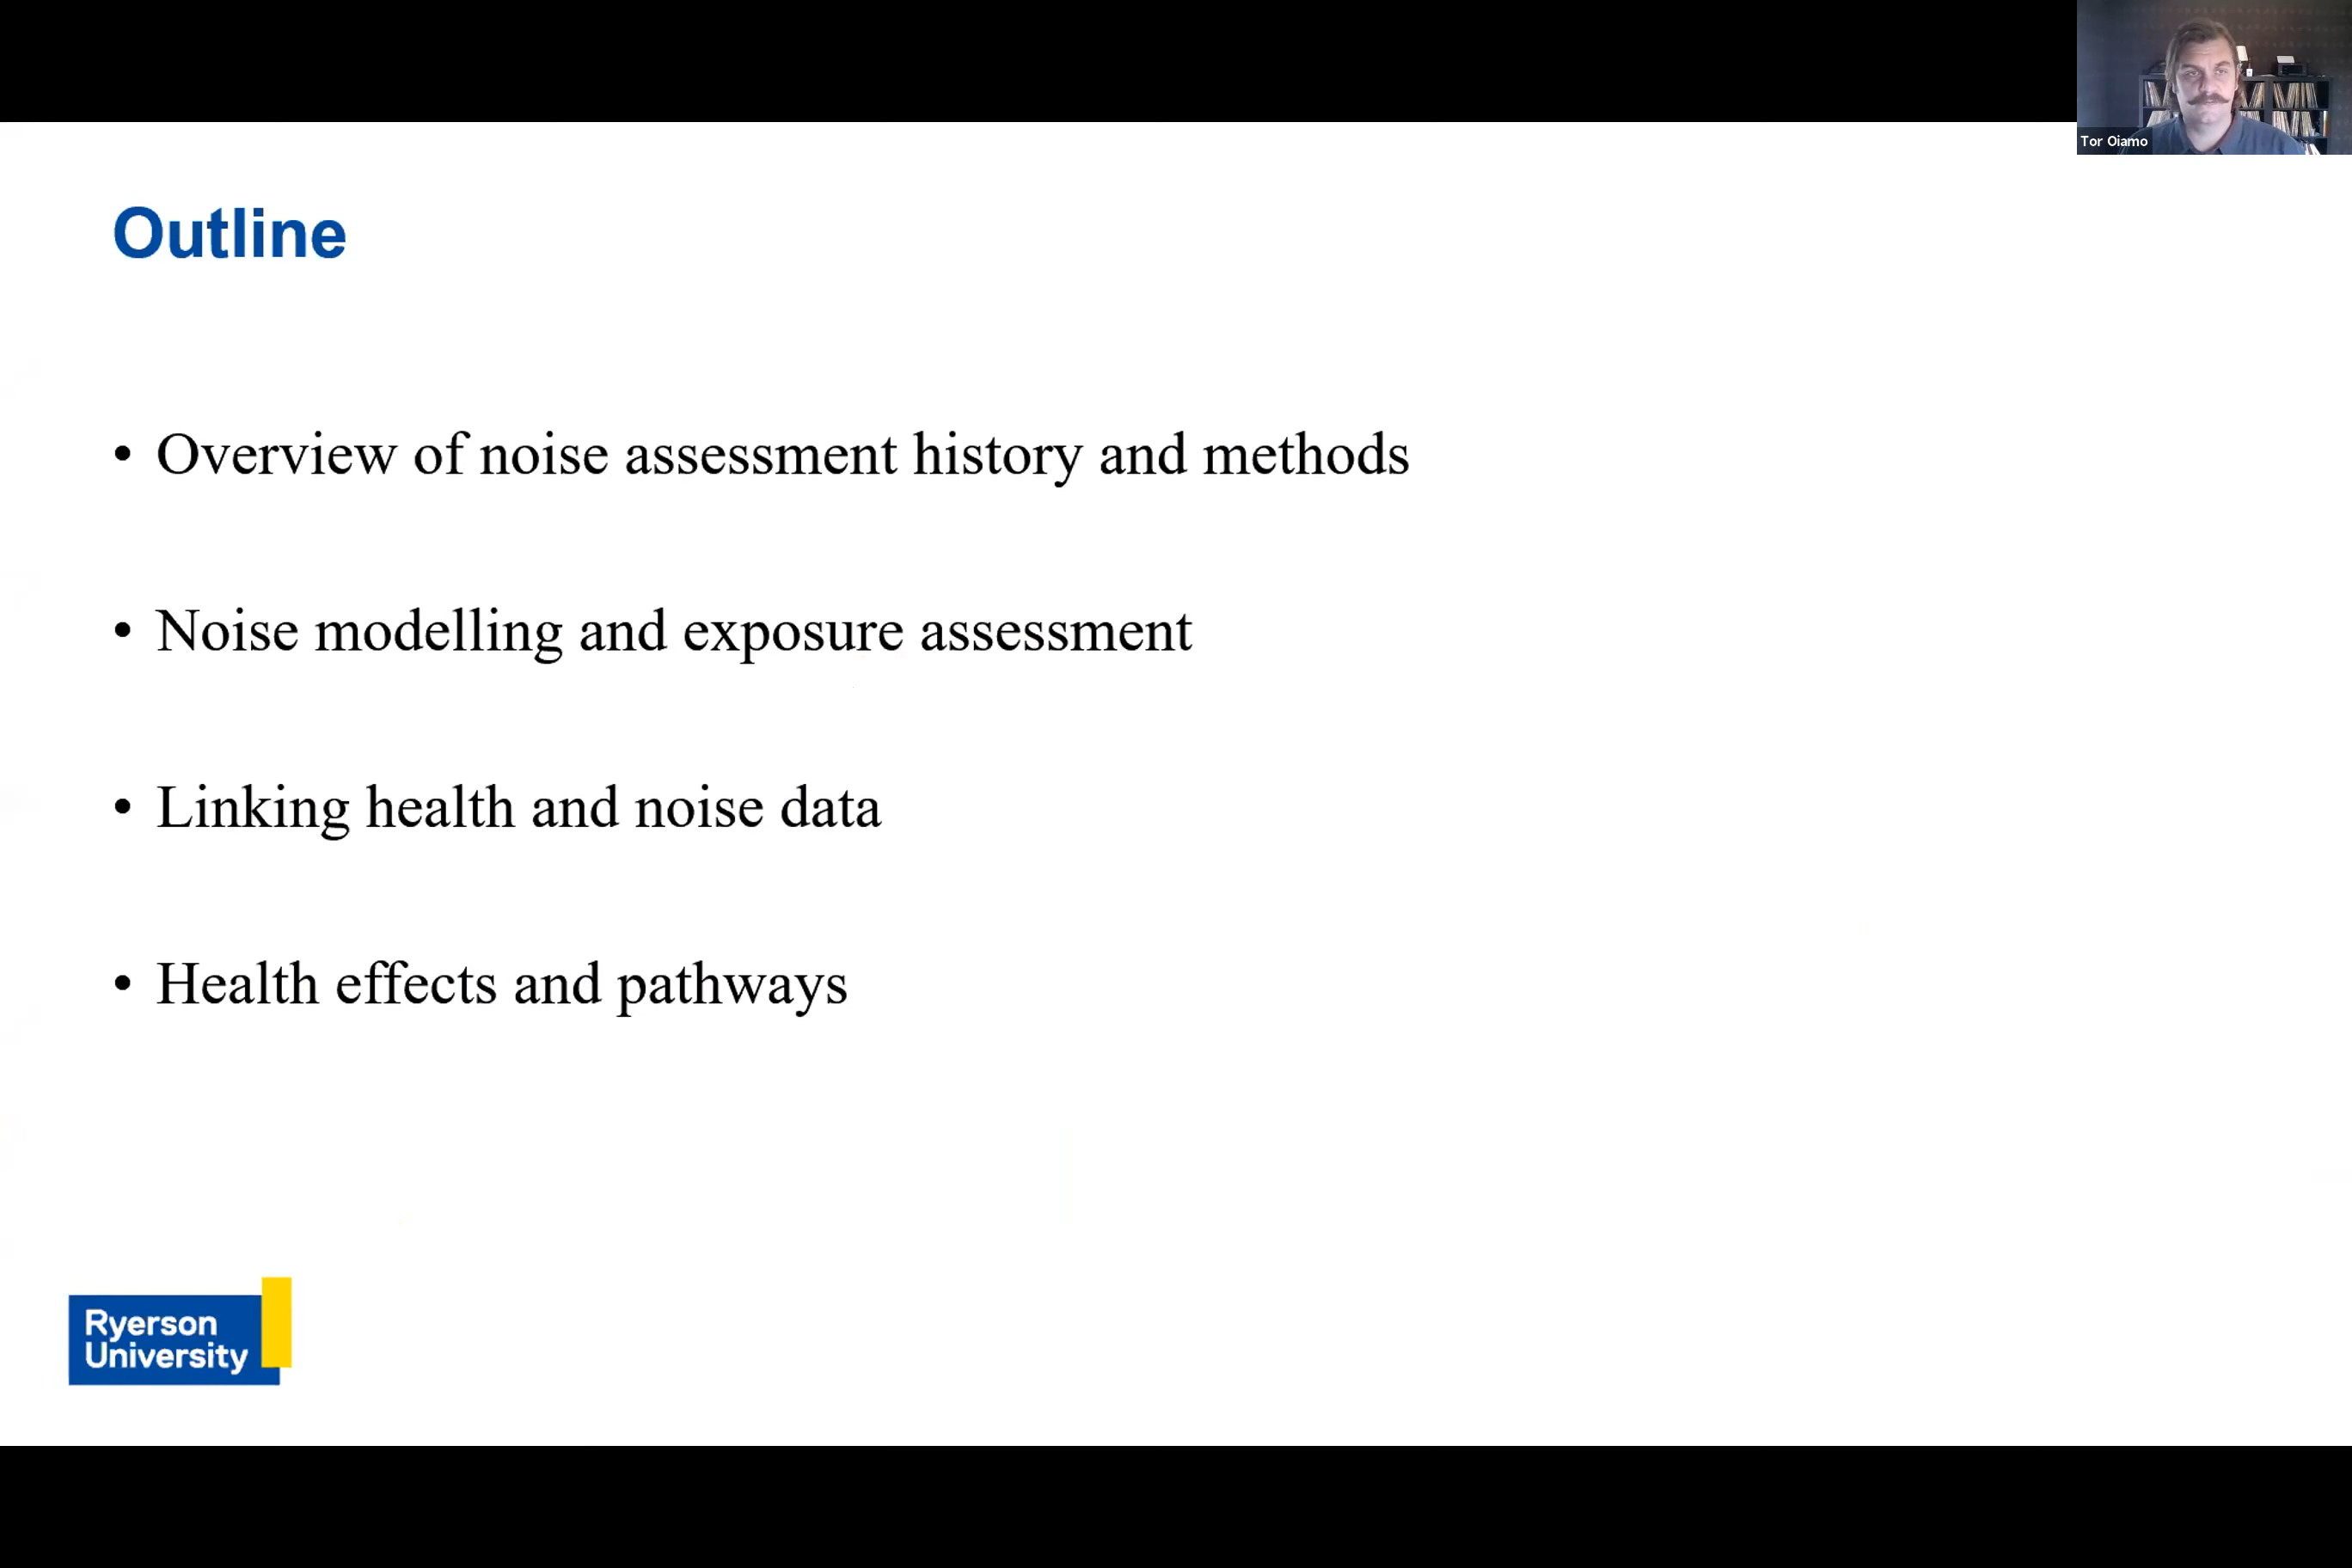 Tor Oiamo
Outline
• Overview of noise assessment history and methods
• Noise modelling and exposure assessment
• Linking health and noise data
• Health effects and pathways
Ryerson
University